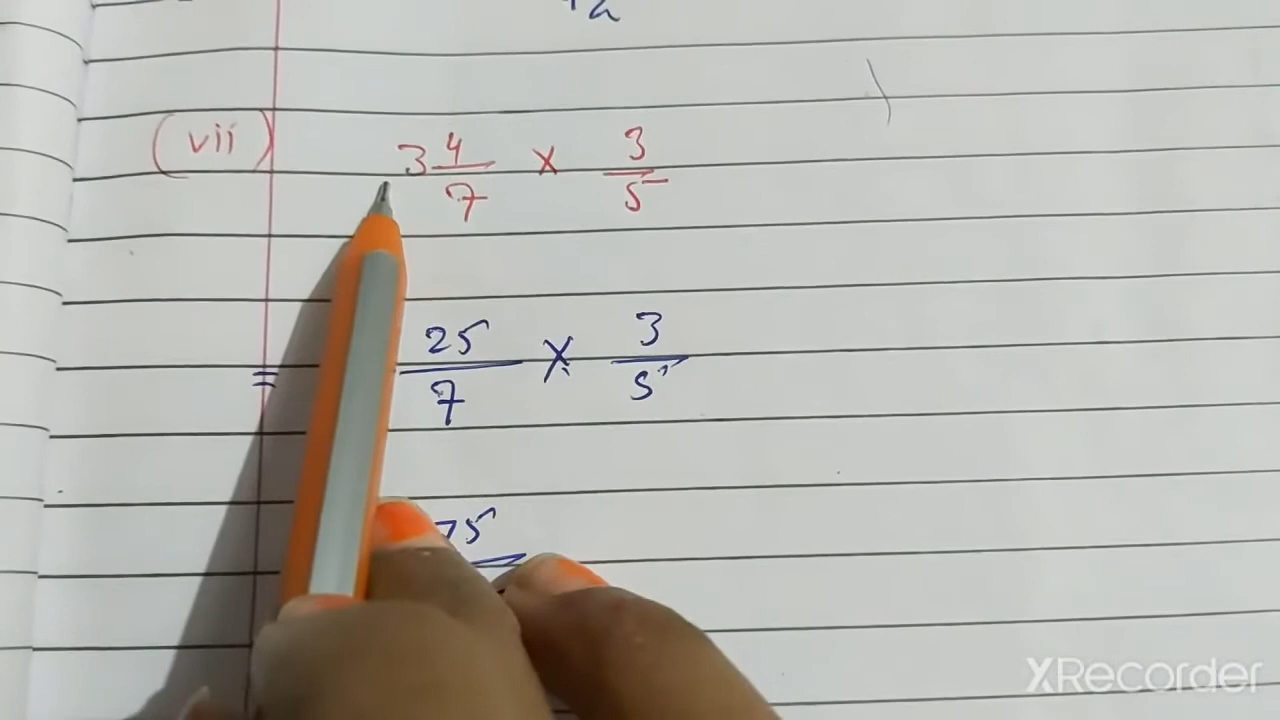 (vii) 3 4/7 × 3/5
= 25/7 × 3/5
75
XRecorder